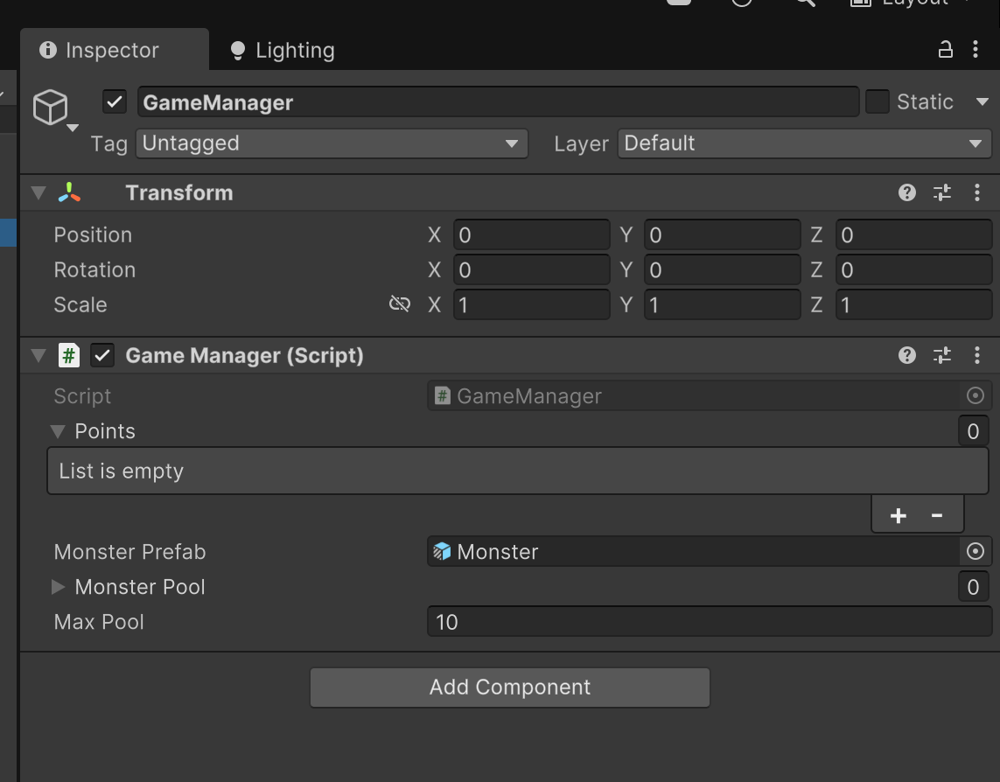 Layout
Inspector
Lighting
GameManager
Static
Tag Untagged Layer Default
Transform
Position X 0 Y 0 Z 0
Rotation X 0 Y 0 Z 0
Scale X 1 Y 1 Z 1
# Game Manager (Script)
Script # GameManager
Points 0
List is empty
+ -
Monster Prefab Monster
Monster Pool 0
Max Pool 10
Add Component